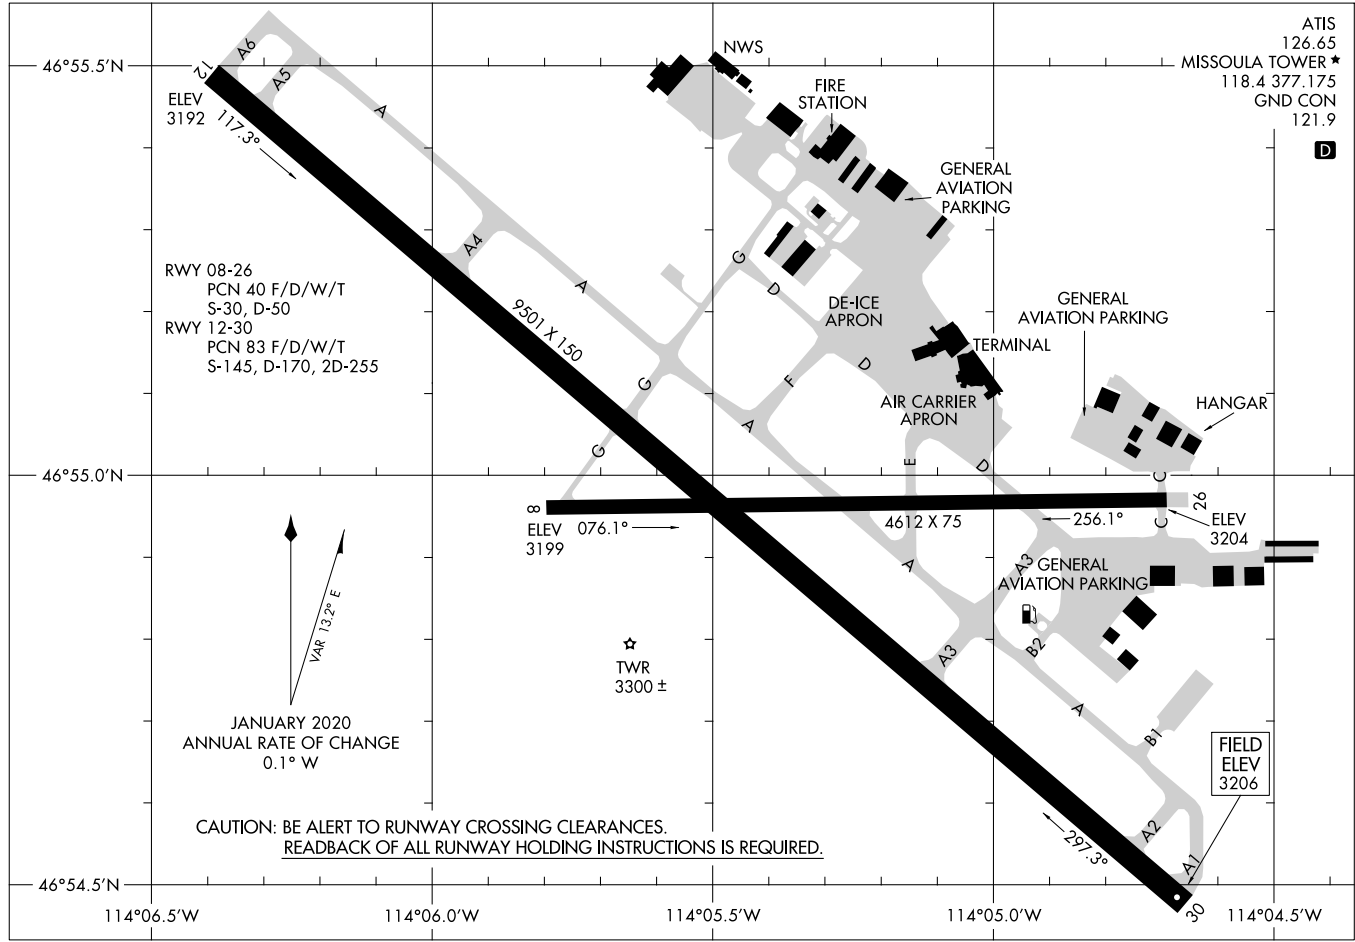 ATIS
126.65
MISSOULA TOWER ★
118.4 377.175
GND CON
121.9
D
46°55.5'N
NWS
FIRE
STATION
GENERAL
AVIATION
PARKING
12
ELEV
3192
117.3°
A6
A5
A
A4
A
G
D
RWY 08-26
PCN 40 F/D/W/T
S-30, D-50
RWY 12-30
PCN 83 F/D/W/T
S-145, D-170, 2D-255
9501 X 150
DE-ICE
APRON
GENERAL
AVIATION PARKING
TERMINAL
D
F
G
AIR CARRIER
APRON
HANGAR
A
G
E
D
46°55.0'N
C
8
ELEV
3199
076.1°
4612 X 75
256.1°
C
26
ELEV
3204
A
A3
GENERAL
AVIATION PARKING
VAR 13.2° E
A3
B2
TWR
3300 ±
JANUARY 2020
ANNUAL RATE OF CHANGE
0.1° W
A
B1
FIELD
ELEV
3206
CAUTION: BE ALERT TO RUNWAY CROSSING CLEARANCES.
READBACK OF ALL RUNWAY HOLDING INSTRUCTIONS IS REQUIRED.
297.3°
A2
A1
30
46°54.5'N
114°06.5'W
114°06.0'W
114°05.5'W
114°05.0'W
114°04.5'W